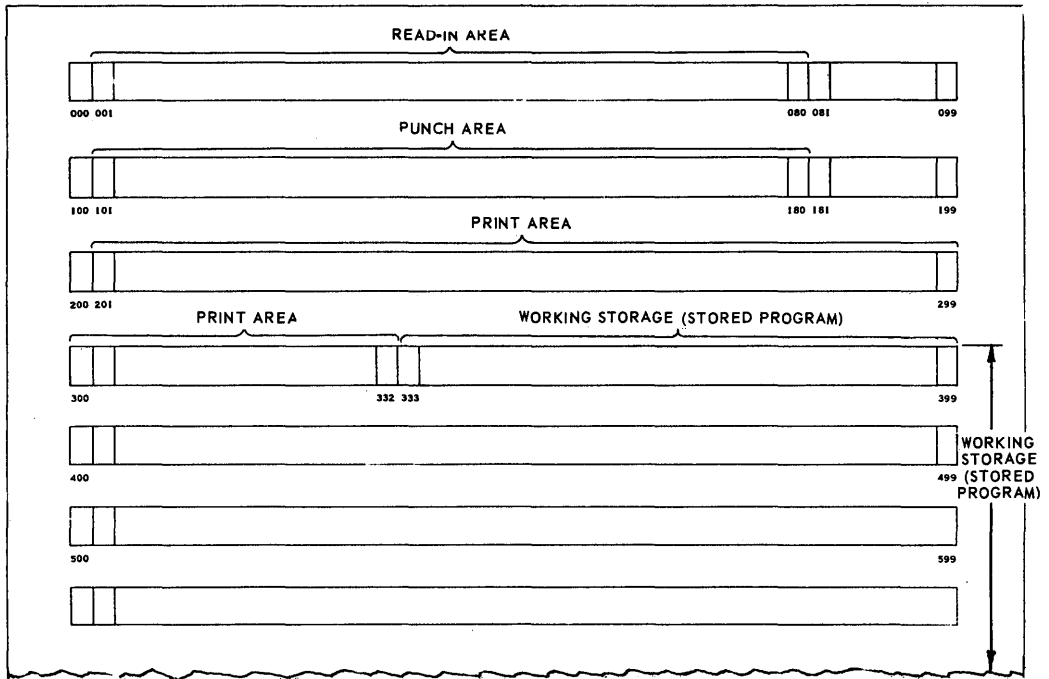 READ-IN AREA
000 001 080 081 099
PUNCH AREA
100 101 180 181 199
PRINT AREA
200 201 299
PRINT AREA WORKING STORAGE (STORED PROGRAM)
300 332 333 399
WORKING
STORAGE
(STORED
PROGRAM)
400 499
500 599